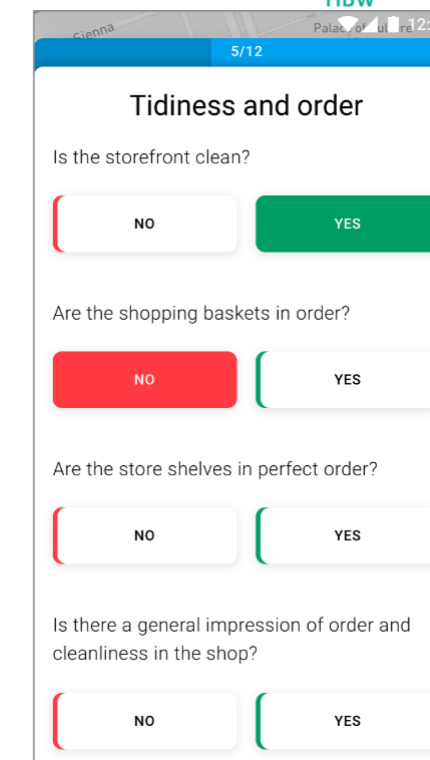 Sienna
12:
5/12
Tidiness and order
Is the storefront clean?
NO YES
Are the shopping baskets in order?
NO YES
Are the store shelves in perfect order?
NO YES
Is there a general impression of order and
cleanliness in the shop?
NO YES